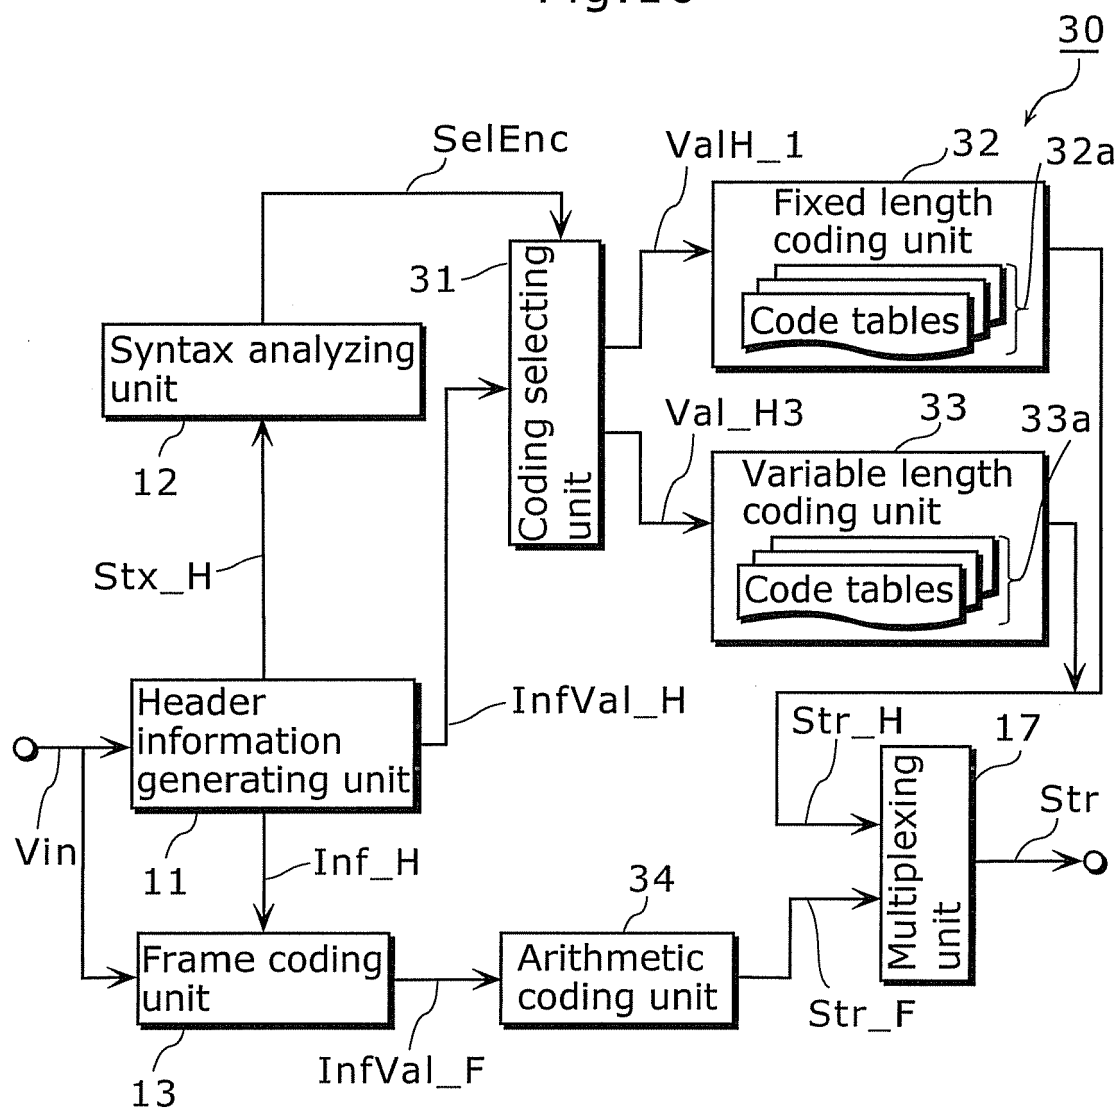 30
SelEnc
ValH_1
32
32a
Fixed length
coding unit
Code tables
31
Coding selecting
unit
Syntax analyzing
unit
12
Val_H3
33
33a
Variable length
coding unit
Code tables
Stx_H
Header
information
generating unit
InfVal_H
Str_H
17
Multiplexing
unit
Str
Vin
11
Inf_H
34
Frame coding
unit
Arithmetic
coding unit
Str_F
InfVal_F
13